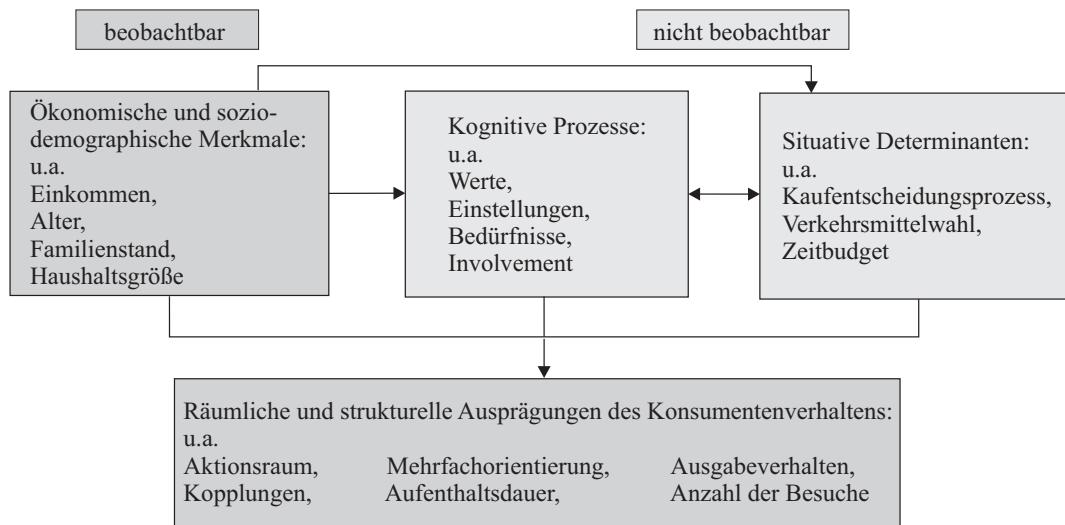 beobachtbar
nicht beobachtbar
Ökonomische und sozio-
demographische Merkmale:
u.a.
Einkommen,
Alter,
Familienstand,
Haushaltsgröße
Kognitive Prozesse:
u.a.
Werte,
Einstellungen,
Bedürfnisse,
Involvement
Situative Determinanten:
u.a.
Kaufentscheidungsprozess,
Verkehrsmittelwahl,
Zeitbudget
Räumliche und strukturelle Ausprägungen des Konsumentenverhaltens:
u.a.
Aktionsraum, Mehrfachorientierung, Ausgabeverhalten,
Kopplungen, Aufenthaltsdauer, Anzahl der Besuche